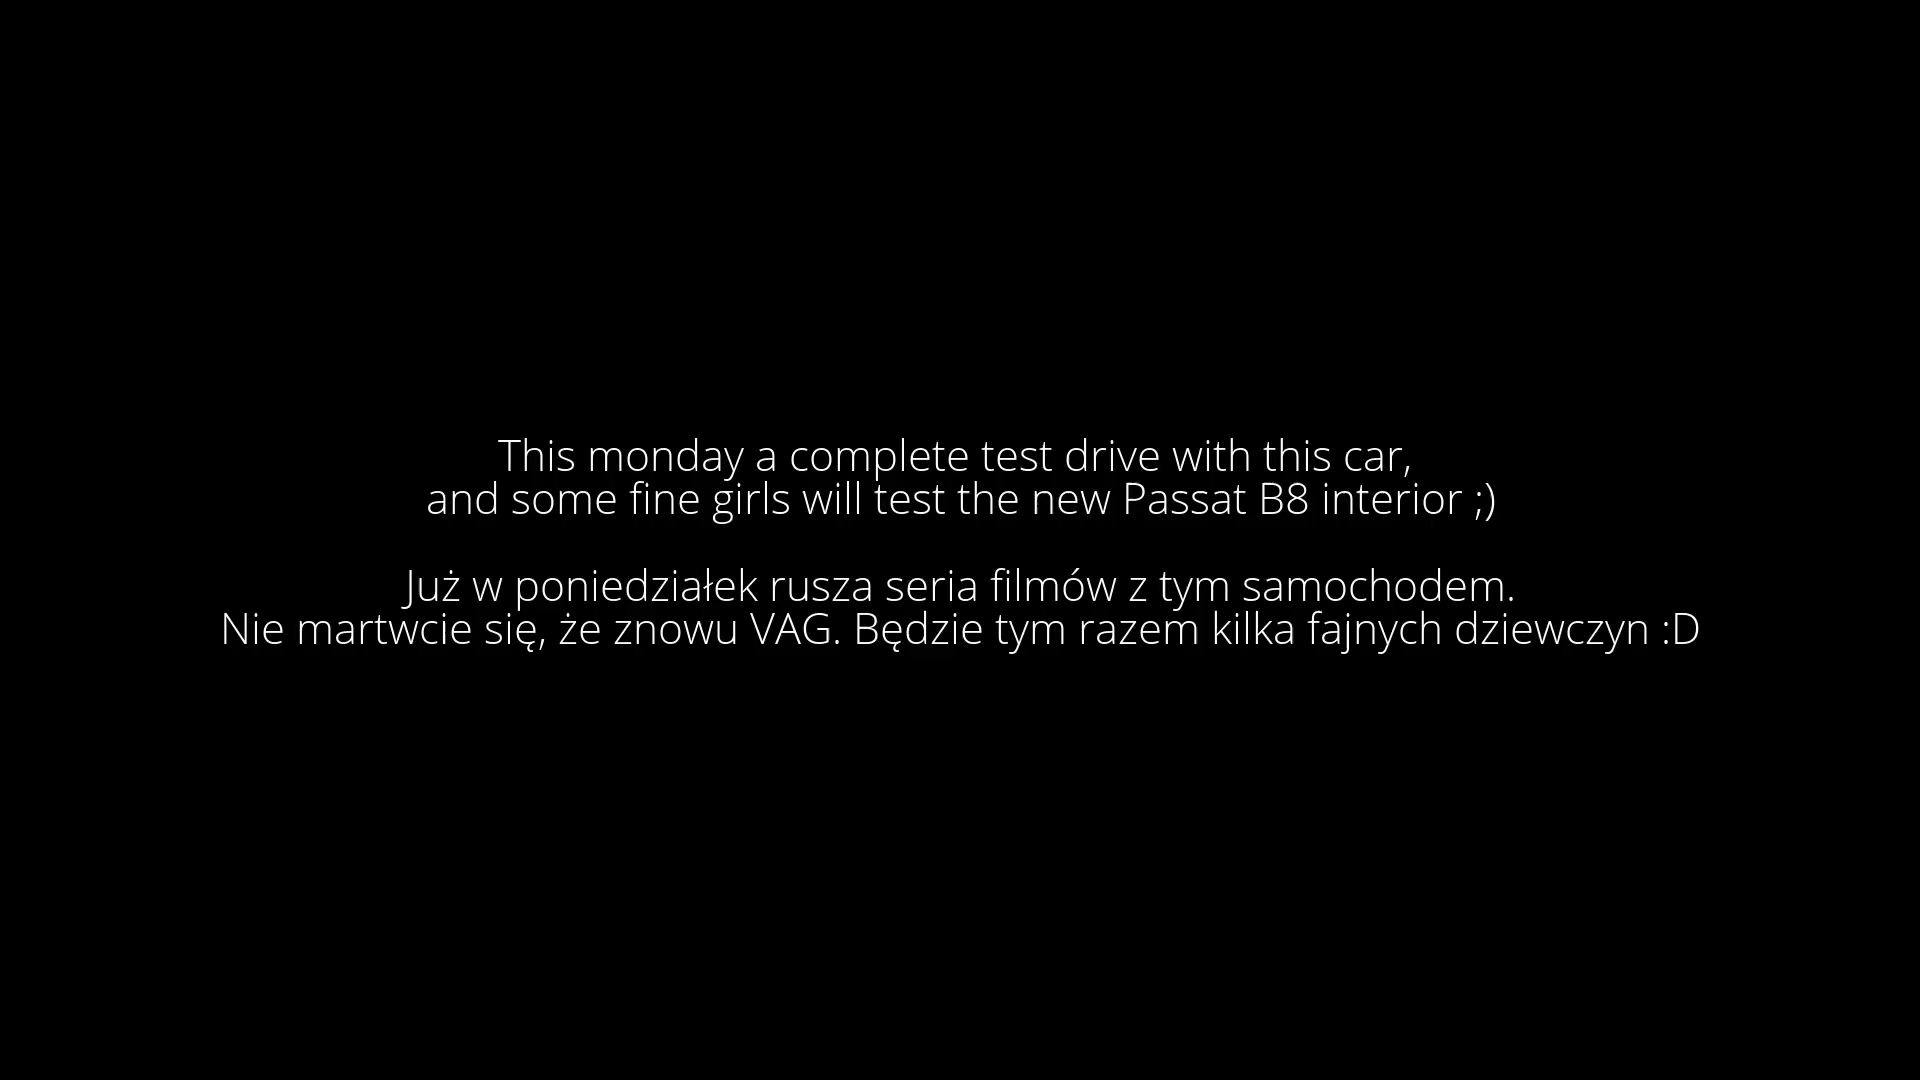 This monday a complete test drive with this car,
and some fine girls will test the new Passat B8 interior ;)
Już w poniedziałek rusza seria filmów z tym samochodem.
Nie martwcie się, że znowu VAG. Będzie tym razem kilka fajnych dziewczyn :D